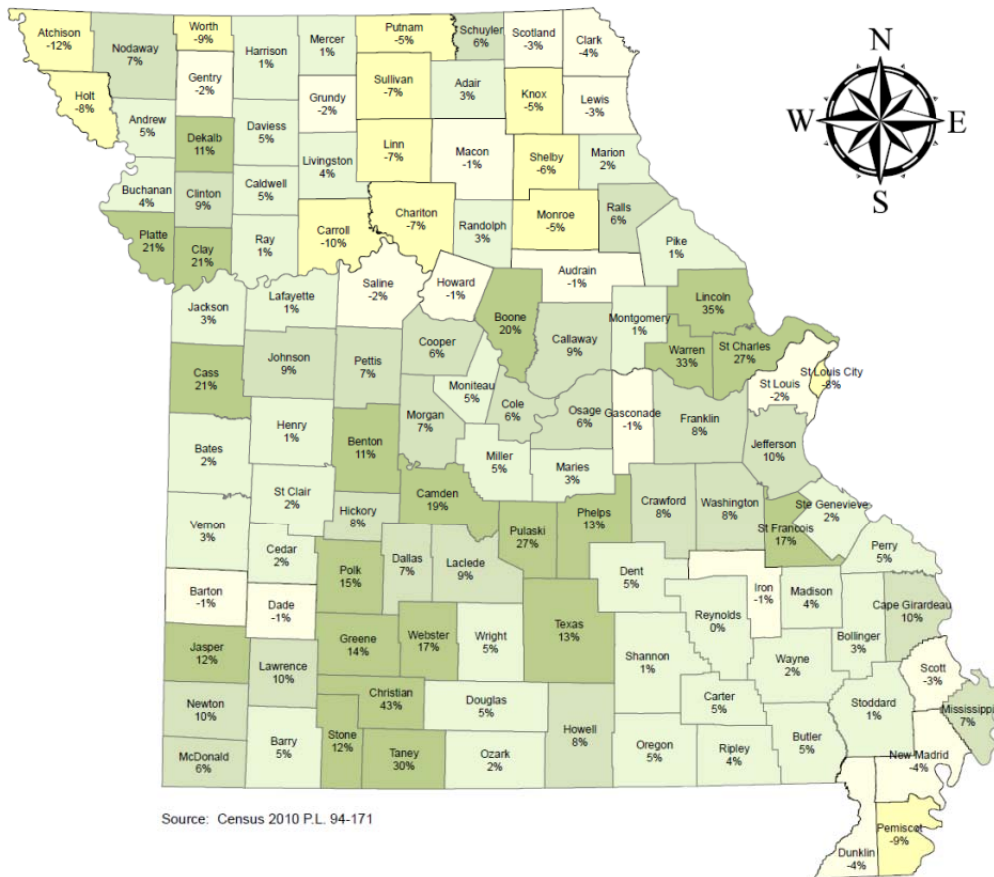 Atchison
-12%
Nodaway
7%
Worth
-9%
Harrison
1%
Mercer
1%
Putnam
-5%
Schuyler
6%
Scotland
-3%
Clark
-4%
N
Holt
-8%
Gentry
-2%
Grundy
-2%
Sullivan
-7%
Adair
3%
Knox
-5%
Lewis
-3%
W
E
Andrew
5%
Dekalb
11%
Daviess
5%
Livingston
4%
Linn
-7%
Macon
-1%
Shelby
-6%
Marion
2%
S
Buchanan
4%
Clinton
9%
Caldwell
5%
Carroll
-10%
Chariton
-7%
Randolph
3%
Monroe
-5%
Ralls
6%
Platte
21%
Clay
21%
Ray
1%
Pike
1%
Saline
-2%
Howard
-1%
Audrain
-1%
Jackson
3%
Lafayette
1%
Boone
20%
Callaway
9%
Montgomery
1%
Lincoln
35%
Cass
21%
Johnson
9%
Pettis
7%
Cooper
6%
Moniteau
5%
Warren
33%
St Charles
27%
St Louis City
-8%
St Louis
-2%
Bates
2%
Henry
1%
Benton
11%
Morgan
7%
Cole
6%
Osage
6%
Gasconade
-1%
Franklin
8%
Jefferson
10%
Miller
5%
Maries
3%
Vernon
3%
St Clair
2%
Hickory
8%
Camden
19%
Pulaski
27%
Phelps
13%
Crawford
8%
Washington
8%
Ste Genevieve
2%
St Francois
17%
Perry
5%
Cedar
2%
Polk
15%
Dallas
7%
Laclede
9%
Dent
5%
Iron
-1%
Madison
4%
Cape Girardeau
10%
Barton
-1%
Dade
-1%
Reynolds
0%
Bollinger
3%
Jasper
12%
Greene
14%
Webster
17%
Wright
5%
Texas
13%
Shannon
1%
Wayne
2%
Scott
-3%
Lawrence
10%
Christian
43%
Douglas
5%
Carter
5%
Stoddard
1%
Mississippi
7%
Newton
10%
Barry
5%
Stone
12%
Taney
30%
Ozark
2%
Howell
8%
Oregon
5%
Ripley
4%
Butler
5%
New Madrid
-4%
McDonald
6%
Source: Census 2010 P.L. 94-171
Pemiscot
-9%
Dunklin
-4%